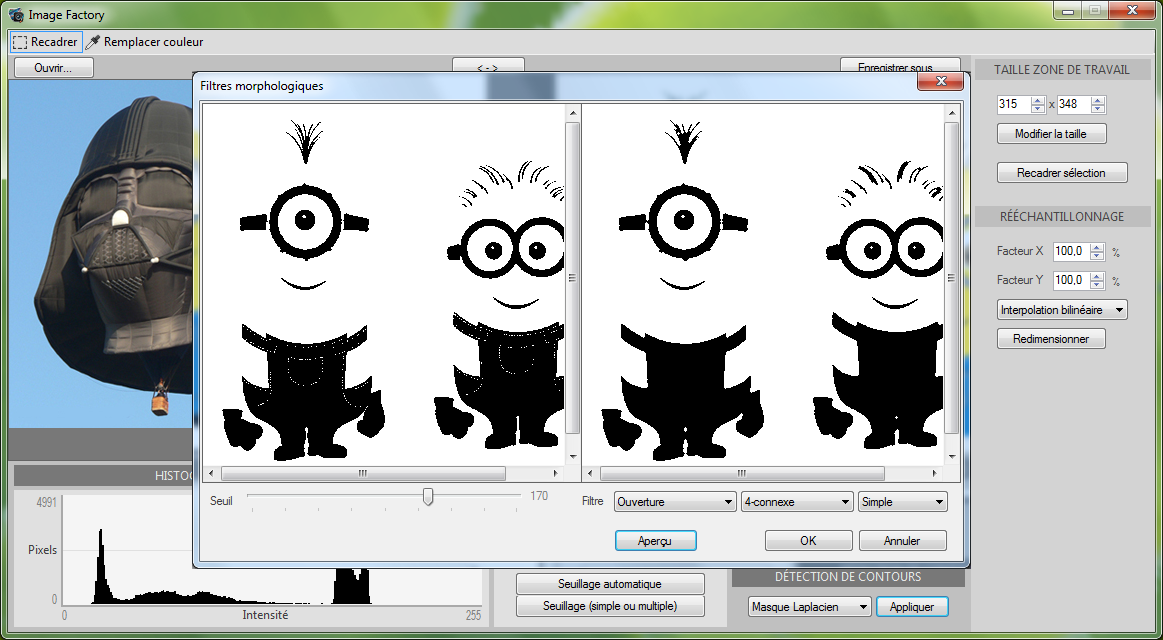 Image Factory
Recadrer Remplacer couleur
Ouvrir...
< - >
Enregistrer sous
Filtres morphologiques
Seuil
170
Filtre
Ouverture
4-connexe
Simple
Aperçu
OK
Annuler
TAILLE ZONE DE TRAVAIL
315 x 348
Modifier la taille
Recadrer sélection
RÉÉCHANTILLONNAGE
Facteur X 100,0 %
Facteur Y 100,0 %
Interpolation bilinéaire
Redimensionner
HISTO
4991
Pixels
0
0 Intensité 255
Seuillage automatique
Seuillage (simple ou multiple)
DÉTECTION DE CONTOURS
Masque Laplacien
Appliquer